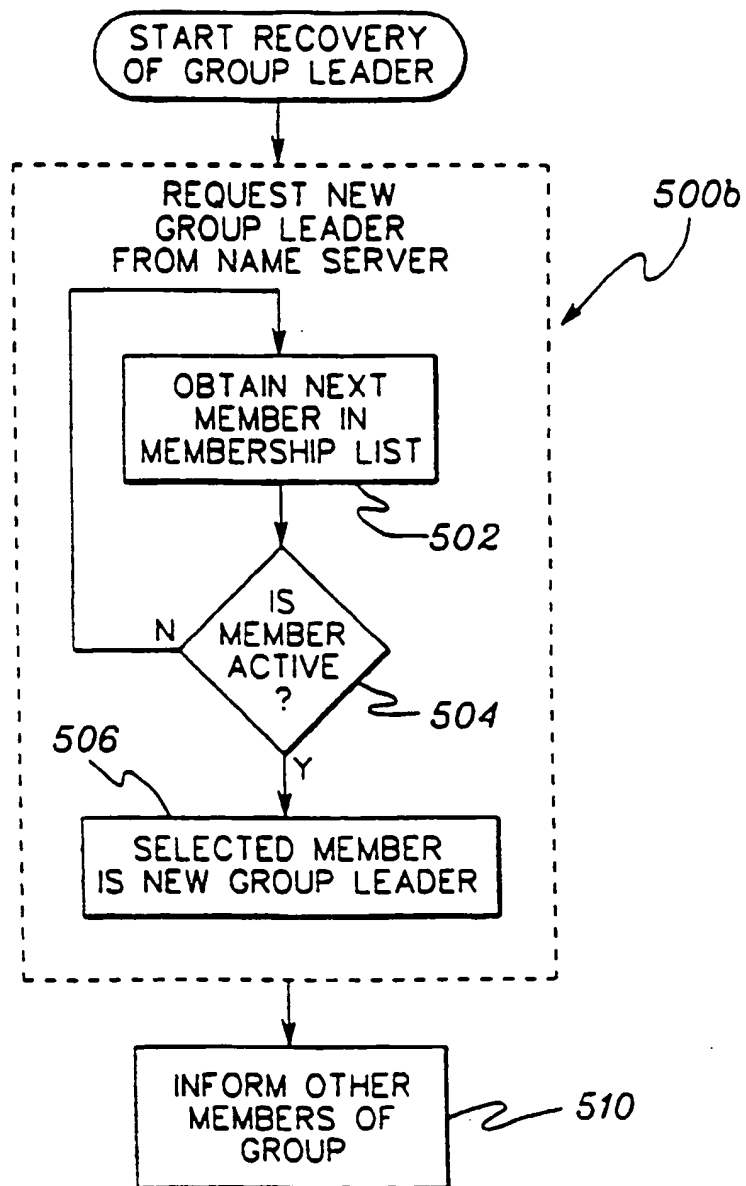 START RECOVERY
OF GROUP LEADER
REQUEST NEW
GROUP LEADER
FROM NAME SERVER
500b
OBTAIN NEXT
MEMBER IN
MEMBERSHIP LIST
502
IS
MEMBER
ACTIVE
?
N
504
Y
506
SELECTED MEMBER
IS NEW GROUP LEADER
INFORM OTHER
MEMBERS OF
GROUP
510